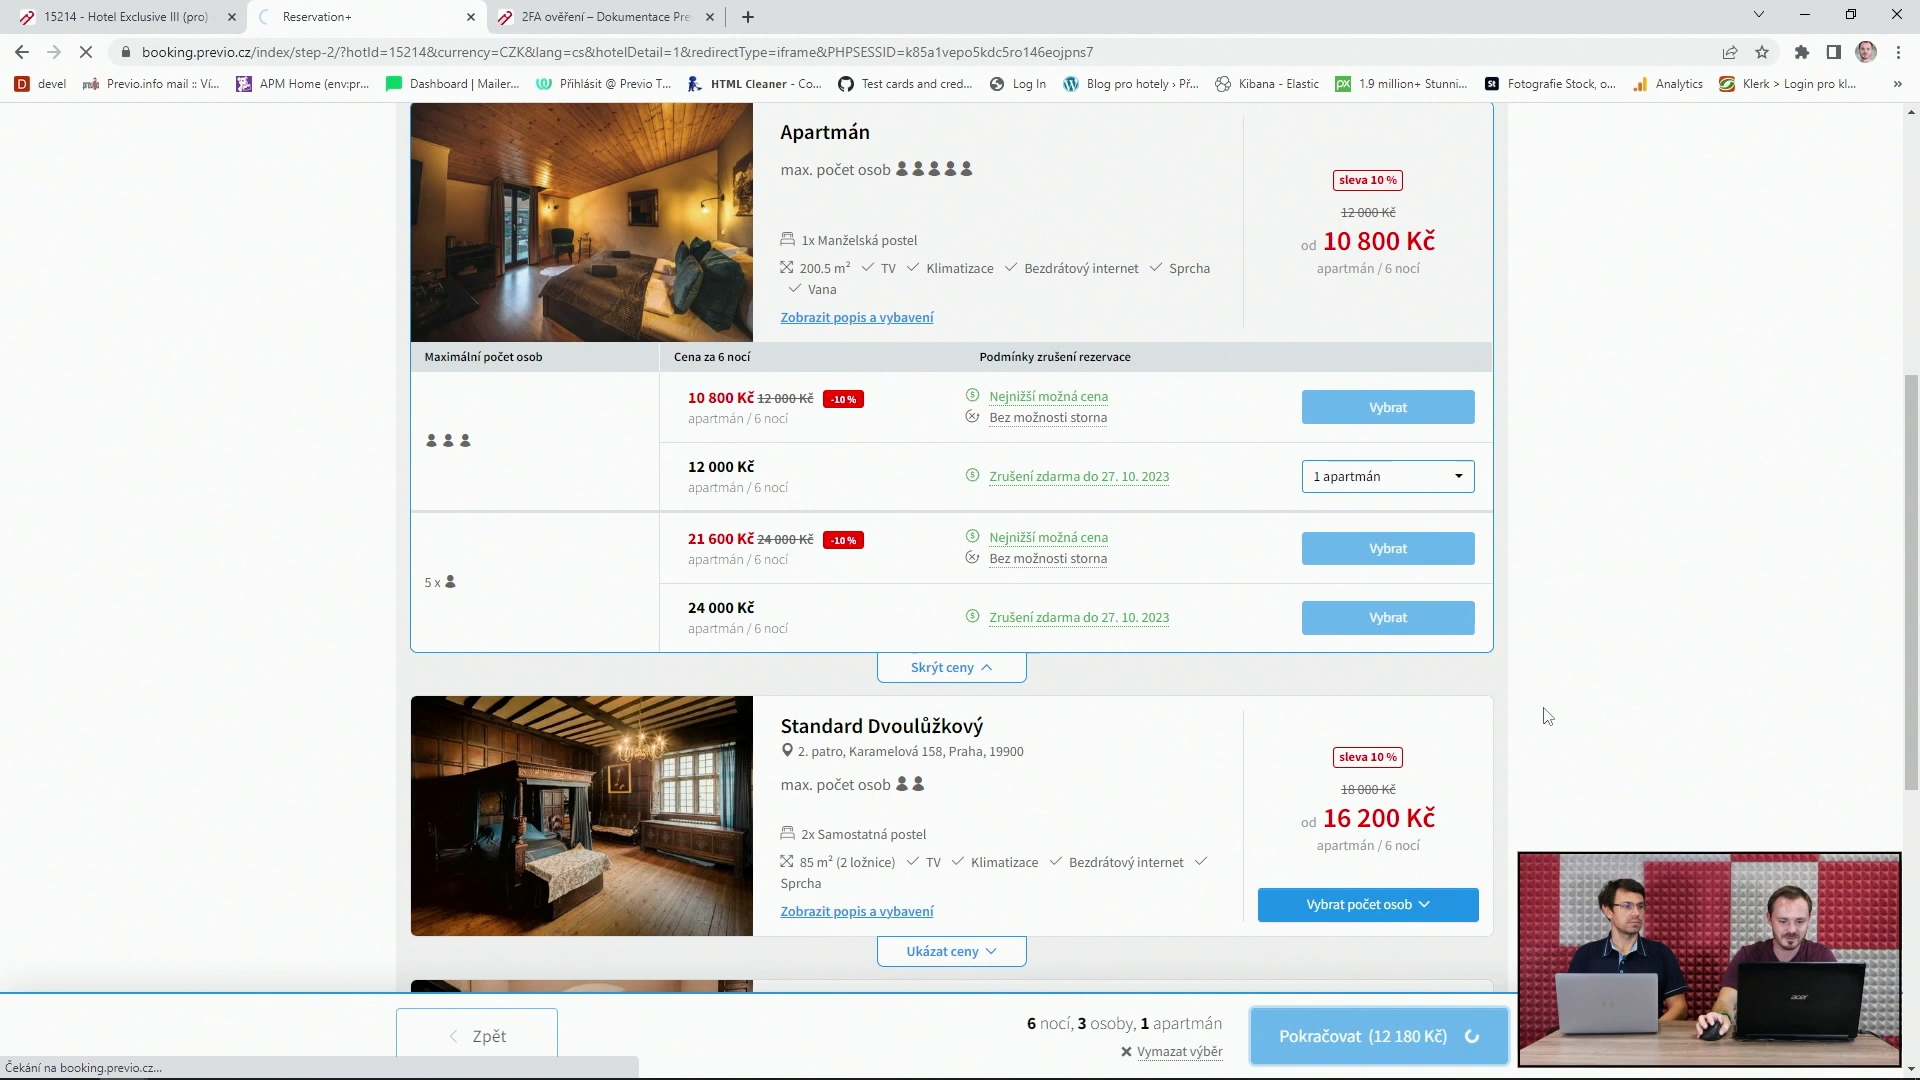 15214 - Hotel Exclusive III (pro)
Reservation+
2FA ověření – Dokumentace Pre
booking.previo.cz/index/step-2/?hotId=15214&currency=CZK&lang=cs&hotelDetail=1&redirectType=iframe&PHPSESSID=k85a1vepo5kdc5ro146eojpns7
devel
Previo.info mail :: Ví...
APM Home (env:pr...
Dashboard | Mailer...
Přihlásit @ Previo T...
HTML Cleaner - Co...
Test cards and cred...
Log In
Blog pro hotely › Př...
Kibana - Elastic
1.9 million+ Stunni...
Fotografie Stock, o...
Analytics
Klerk > Login pro kl...
»
Apartmán
max. počet osob
1x Manželská postel
200.5 m² TV Klimatizace Bezdrátový internet Sprcha
Vana
Zobrazit popis a vybavení
sleva 10 %
12 000 Kč
od 10 800 Kč
apartmán / 6 nocí
Maximální počet osob
Cena za 6 nocí
Podmínky zrušení rezervace
10 800 Kč 12 000 Kč -10 %
apartmán / 6 nocí
Nejnižší možná cena
Bez možnosti storna
Vybrat
12 000 Kč
apartmán / 6 nocí
Zrušení zdarma do 27. 10. 2023
1 apartmán
5 x
21 600 Kč 24 000 Kč -10 %
apartmán / 6 nocí
Nejnižší možná cena
Bez možnosti storna
Vybrat
24 000 Kč
apartmán / 6 nocí
Zrušení zdarma do 27. 10. 2023
Vybrat
Skrýt ceny
Standard Dvoulůžkový
2. patro, Karamelová 158, Praha, 19900
max. počet osob
2x Samostatná postel
85 m² (2 ložnice) TV Klimatizace Bezdrátový internet
Sprcha
Zobrazit popis a vybavení
sleva 10 %
18 000 Kč
od 16 200 Kč
apartmán / 6 nocí
Vybrat počet osob
Ukázat ceny
Zpět
6 nocí, 3 osoby, 1 apartmán
Vymazat výběr
Pokračovat (12 180 Kč)
Čekání na booking.previo.cz...
acer